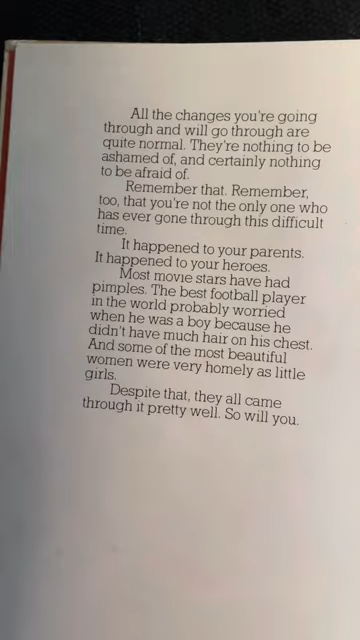 All the changes you're going
through and will go through are
quite normal. They're nothing to be
ashamed of, and certainly nothing
to be afraid of.
Remember that. Remember,
too, that you're not the only one who
has ever gone through this difficult
time.
It happened to your parents.
It happened to your heroes.
Most movie stars have had
pimples. The best football player
in the world probably worried
when he was a boy because he
didn't have much hair on his chest.
And some of the most beautiful
women were very homely as little
girls.
Despite that, they all came
through it pretty well. So will you.